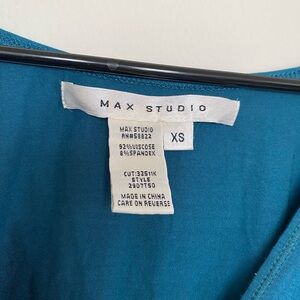 MAX STUDIO
MAX STUDIO
RN#58822
XS
92%VISCOSE
8%SPANDEX
CUT:32511K
STYLE
2907T50
MADE IN CHINA
CARE ON REVERSE